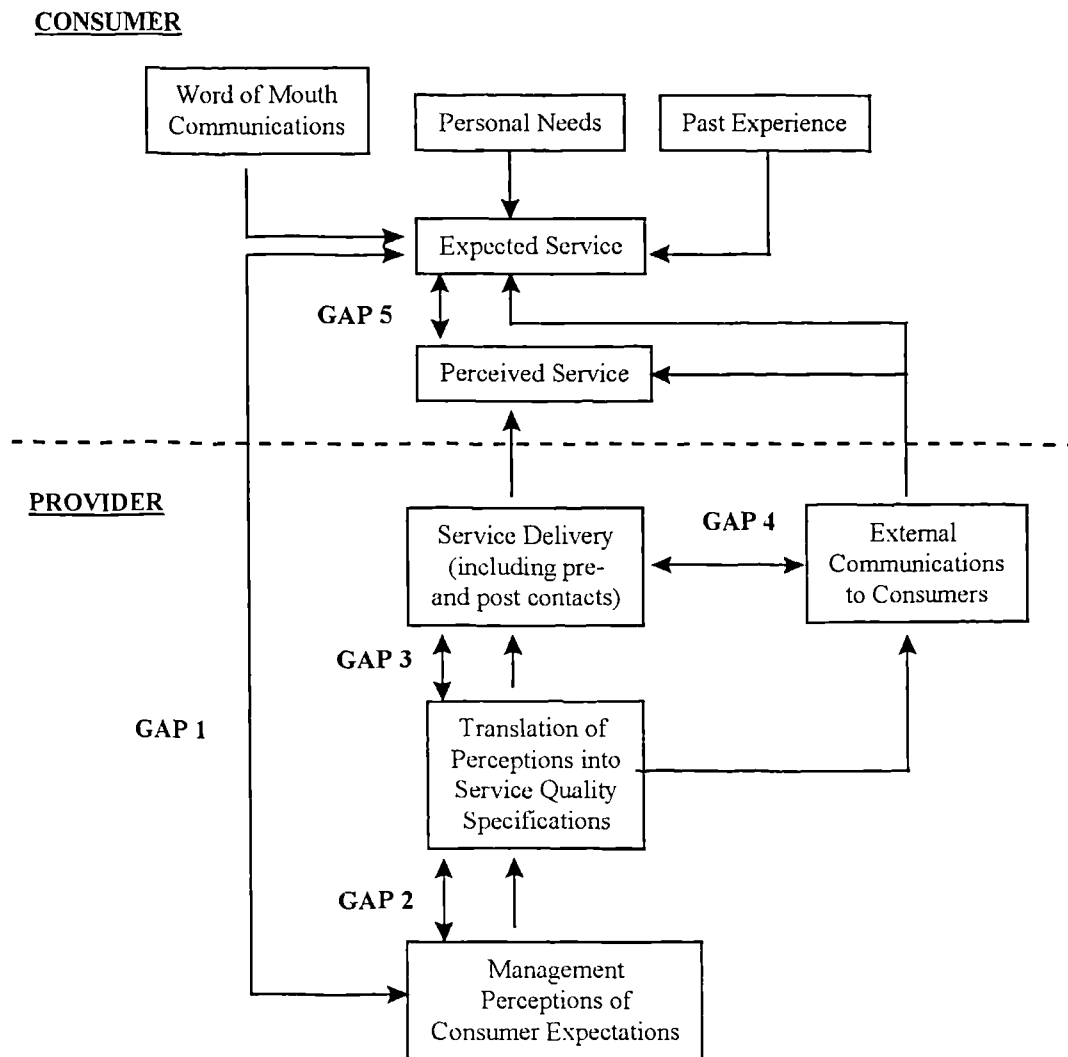 CONSUMER
Word of Mouth
Communications
Personal Needs
Past Experience
Expected Service
GAP 5
Perceived Service
PROVIDER
Service Delivery
(including pre-
and post contacts)
GAP 4
External
Communications
to Consumers
GAP 3
GAP 1
Translation of
Perceptions into
Service Quality
Specifications
GAP 2
Management
Perceptions of
Consumer Expectations